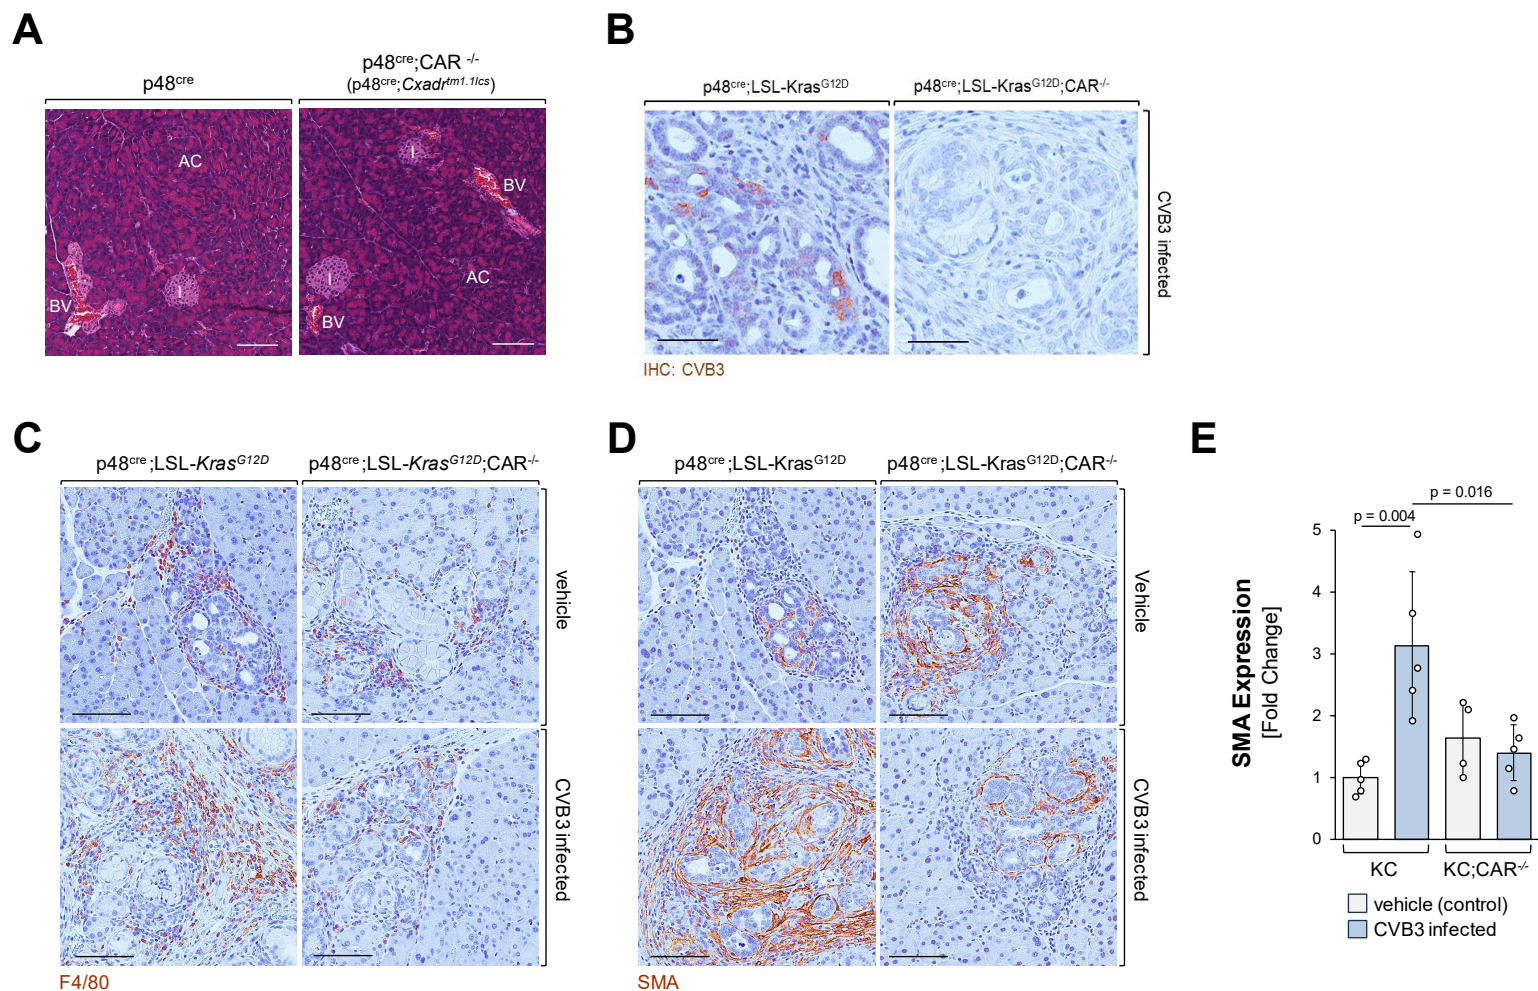 A
p48cre
p48cre;CAR -/-
(p48cre;Cxadrtm1.1Ics)
AC
I
BV
I
BV
I
AC
BV
B
p48cre;LSL-KrasG12D
p48cre;LSL-KrasG12D;CAR-/-
CVB3 infected
IHC: CVB3
C
p48cre;LSL-KrasG12D
p48cre;LSL-KrasG12D;CAR-/-
vehicle
CVB3 infected
F4/80
D
p48cre;LSL-KrasG12D
p48cre;LSL-KrasG12D;CAR-/-
Vehicle
CVB3 infected
SMA
E
p = 0.016
p = 0.004
SMA Expression
[Fold Change]
5
4
3
2
1
0
KC
KC;CAR-/-
vehicle (control)
CVB3 infected